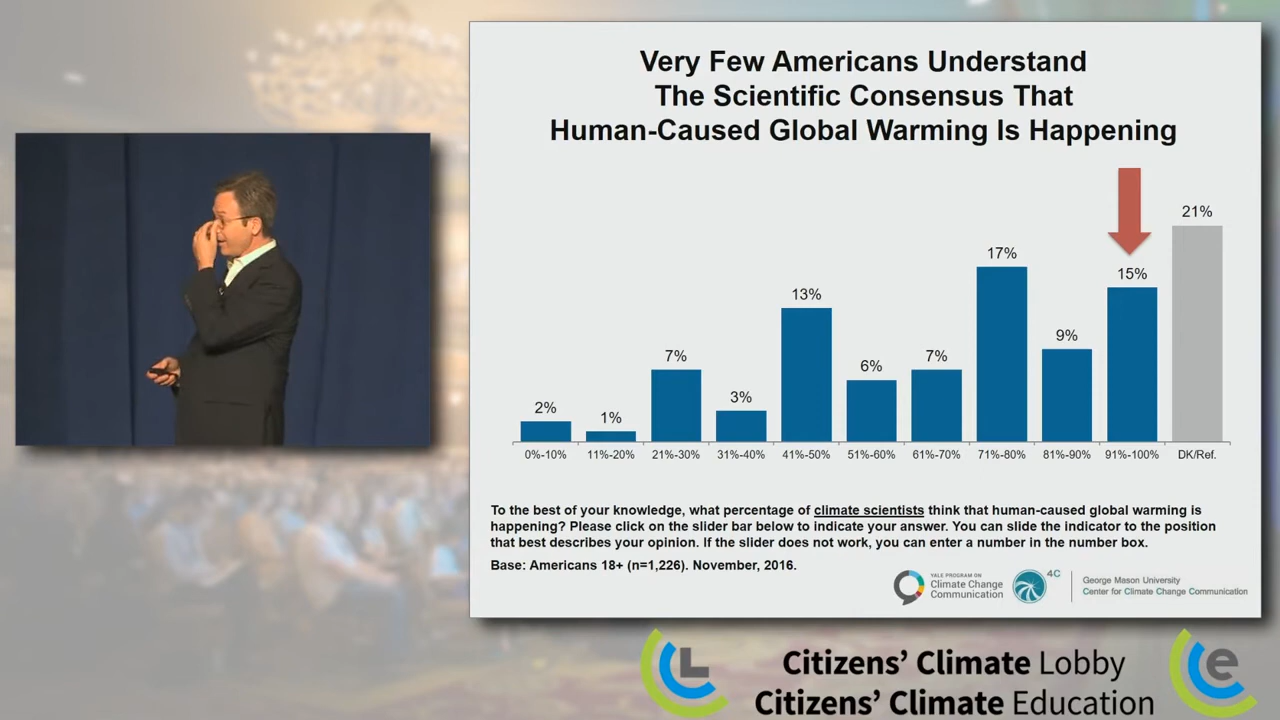 Very Few Americans Understand
The Scientific Consensus That
Human-Caused Global Warming Is Happening
2%
1%
7%
3%
13%
6%
7%
17%
9%
15%
21%
0%-10%
11%-20%
21%-30%
31%-40%
41%-50%
51%-60%
61%-70%
71%-80%
81%-90%
91%-100%
DK/Ref.
To the best of your knowledge, what percentage of climate scientists think that human-caused global warming is
happening? Please click on the slider bar below to indicate your answer. You can slide the indicator to the position
that best describes your opinion. If the slider does not work, you can enter a number in the number box.
Base: Americans 18+ (n=1,226). November, 2016.
YALE PROGRAM ON
Climate Change
Communication
4C
George Mason University
Center for Climate Change Communication
L
Citizens' Climate Lobby
Citizens' Climate Education
e